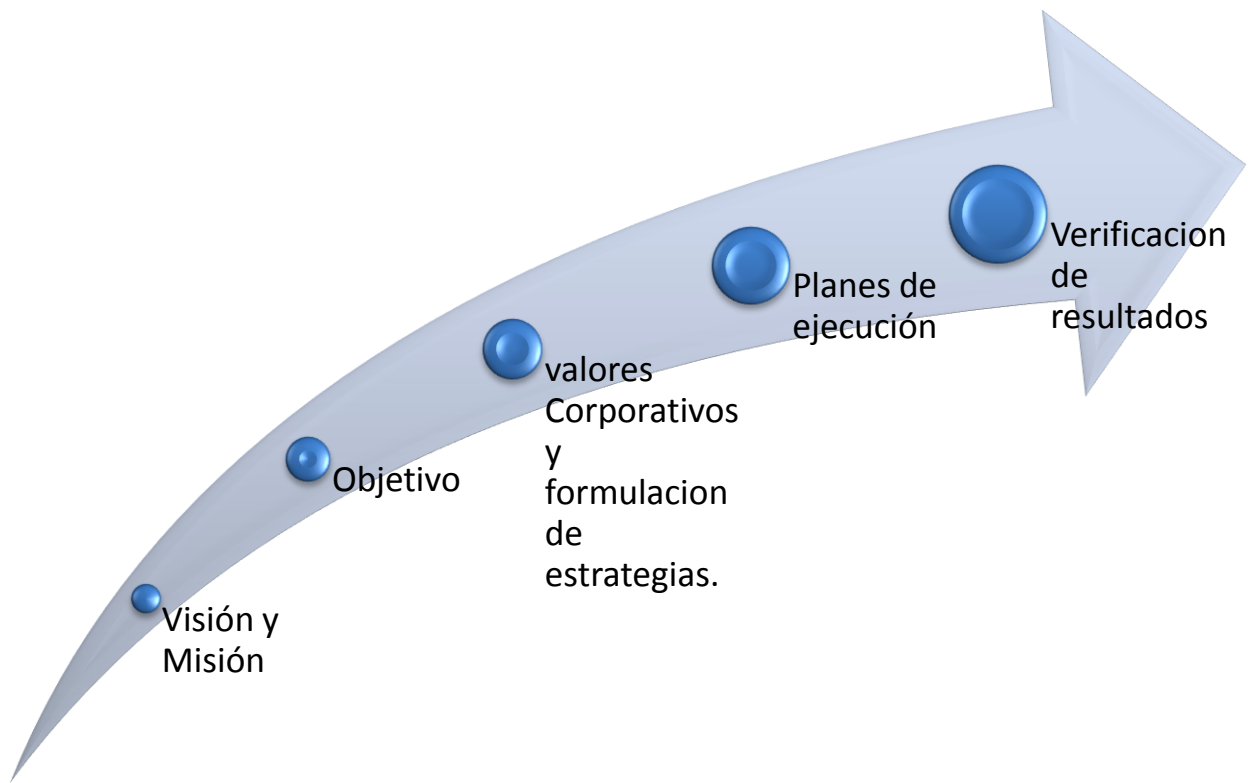 Visión y
Misión
Objetivo
valores
Corporativos
y
formulacion
de
estrategias.
Planes de
ejecución
Verificacion
de
resultados